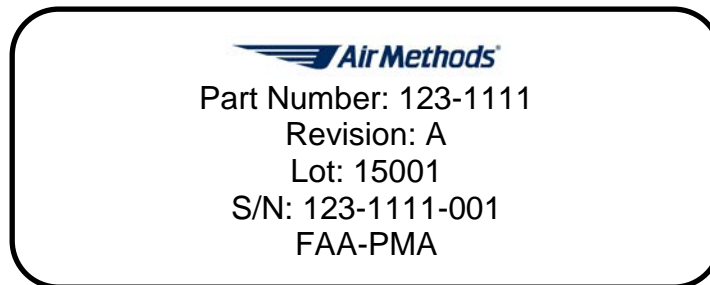 Air Methods
Part Number: 123-1111
Revision: A
Lot: 15001
S/N: 123-1111-001
FAA-PMA